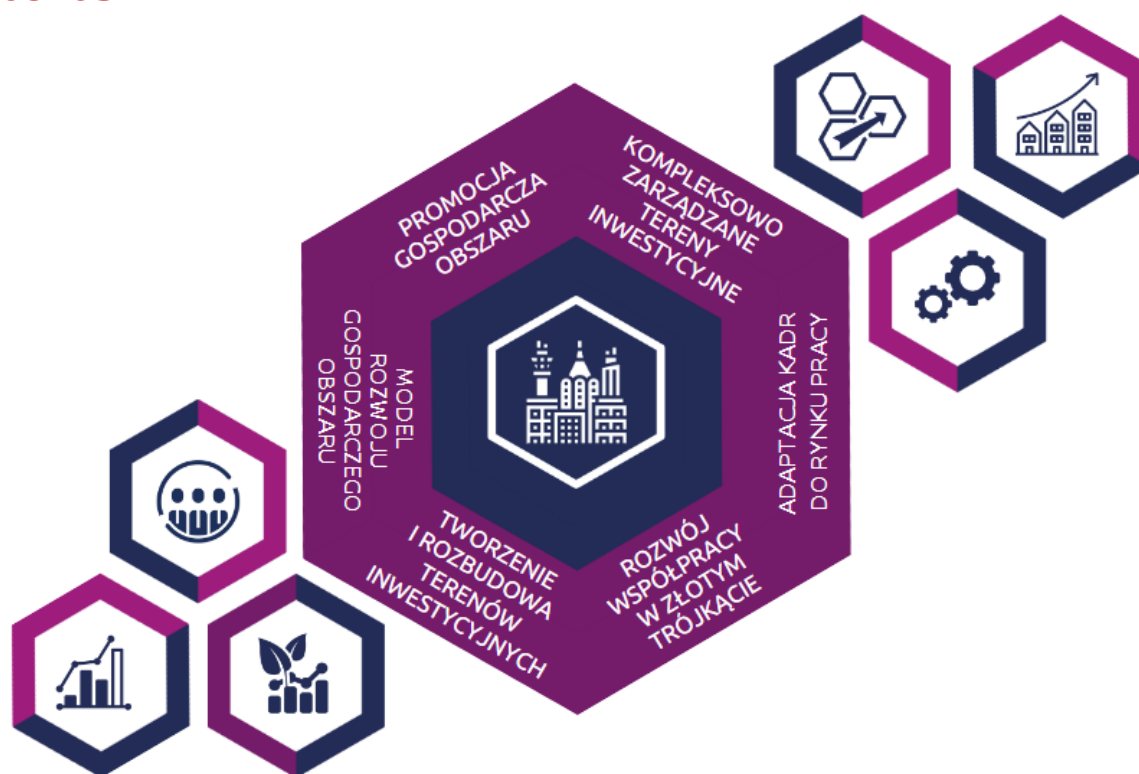 PROMOCJA
GOSPODARCZA
OBSZARU
KOMPLEKSOWO
ZARZĄDZANE
TERENY
INWESTYCYJNE
ADAPTACJA KADR
DO RYNKU PRACY
ROZWÓJ
WSPÓŁPRACY
W ZŁOTYM
TRÓJKĄCIE
TWORZENIE
I ROZBUDOWA
TERENÓW
INWESTYCYJNYCH
MODEL
ROZWOJU
GOSPODARCZEGO
OBSZARU